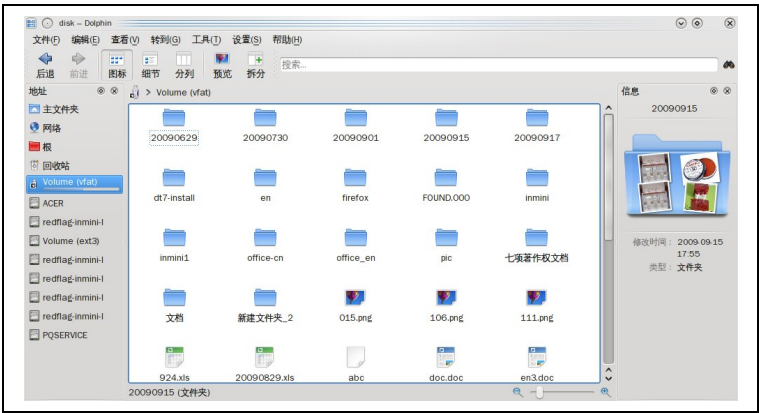 disk – Dolphin
文件(F) 编辑(E) 查看(V) 转到(G) 工具(T) 设置(S) 帮助(H)
后退 前进 图标 细节 分列 预览 拆分 搜索...
地址
主文件夹
网络
根
回收站
Volume (vfat)
ACER
redflag-inmini-l
Volume (ext3)
redflag-inmini-l
redflag-inmini-l
redflag-inmini-l
redflag-inmini-l
PQSERVICE
> Volume (vfat)
20090629 20090730 20090901 20090915 20090917
dt7-install en firefox FOUND.000 inmini
inmini1 office-cn office_en pic 七项著作权文档
文档 新建文件夹_2 015.png 106.png 111.png
924.xls 20090829.xls abc doc.doc en3.doc
20090915 (文件夹)
信息
20090915
修改时间： 2009-09-15
17:55
类型： 文件夹